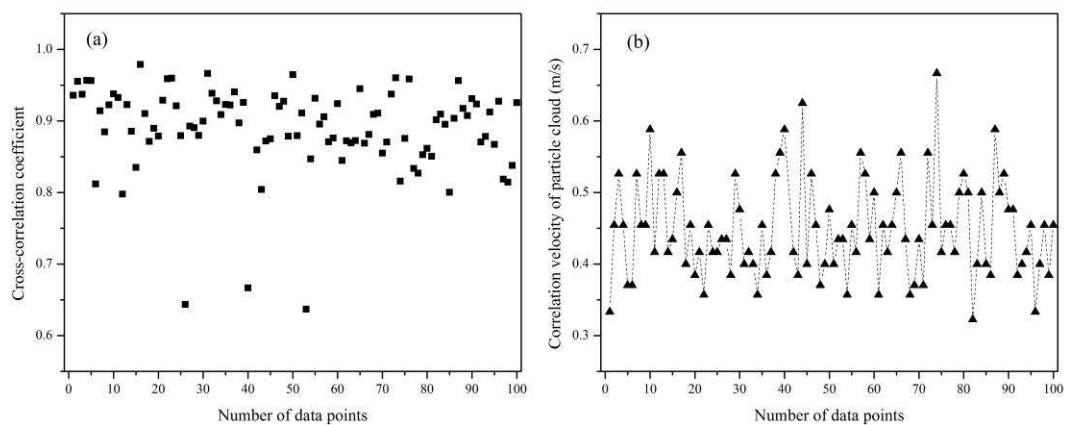 (a)
Cross-correlation coefficient
1.0
0.9
0.8
0.7
0.6
0 10 20 30 40 50 60 70 80 90 100
Number of data points
(b)
Correlation velocity of particle cloud (m/s)
0.7
0.6
0.5
0.4
0.3
0 10 20 30 40 50 60 70 80 90 100
Number of data points